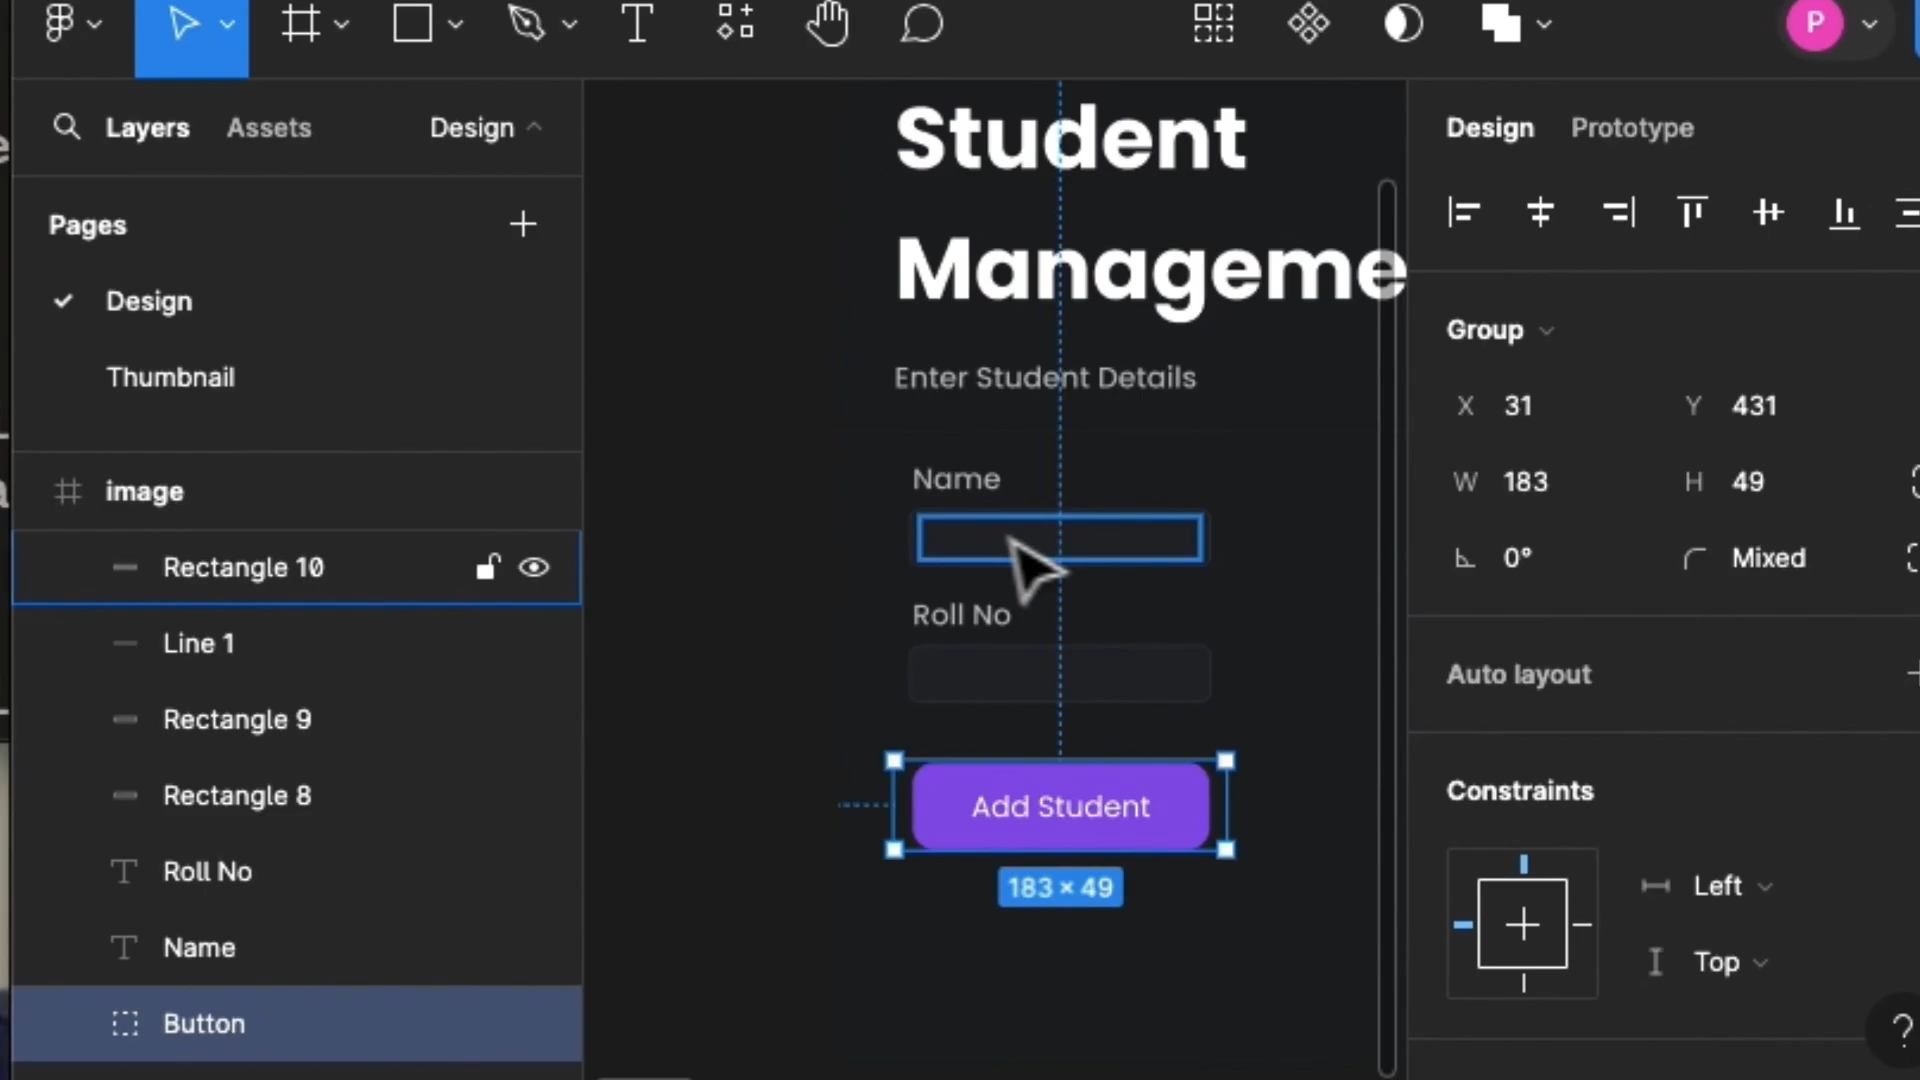 P
Layers
Assets
Design
Pages
Design
Thumbnail
image
Rectangle 10
Line 1
Rectangle 9
Rectangle 8
Roll No
Name
Button
Student
Manageme
Enter Student Details
Name
Roll No
Add Student
183 × 49
Design
Prototype
Group
X 31
Y 431
W 183
H 49
0°
Mixed
Auto layout
Constraints
Left
Top
?